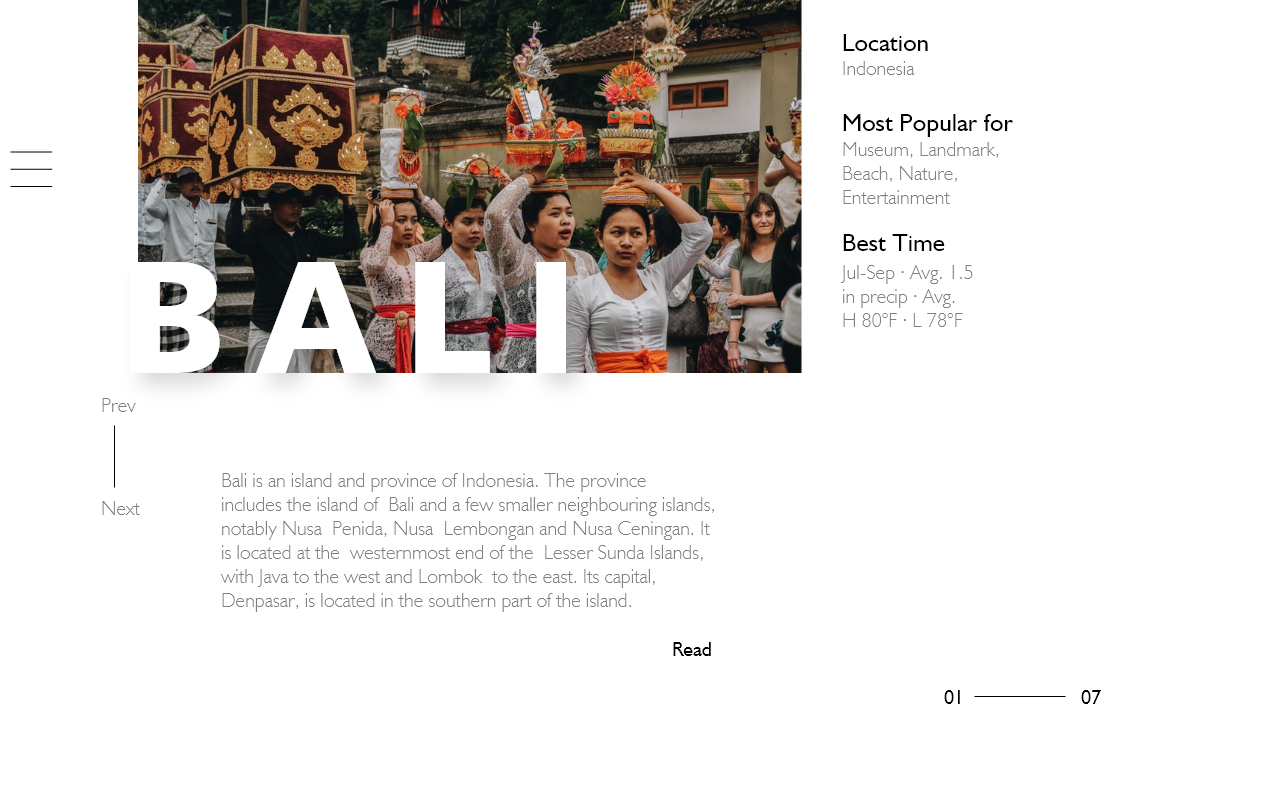 Location
Indonesia
Most Popular for
Museum, Landmark,
Beach, Nature,
Entertainment
Best Time
Jul-Sep · Avg. 1.5
in precip · Avg.
H 80°F · L 78°F
BALI
Prev
Next
Bali is an island and province of Indonesia. The province
includes the island of  Bali and a few smaller neighbouring islands,
notably Nusa  Penida, Nusa  Lembongan and Nusa Ceningan. It
is located at the  westernmost end of the  Lesser Sunda Islands,
with Java to the west and Lombok  to the east. Its capital,
Denpasar, is located in the southern part of the island.
Read
01 07